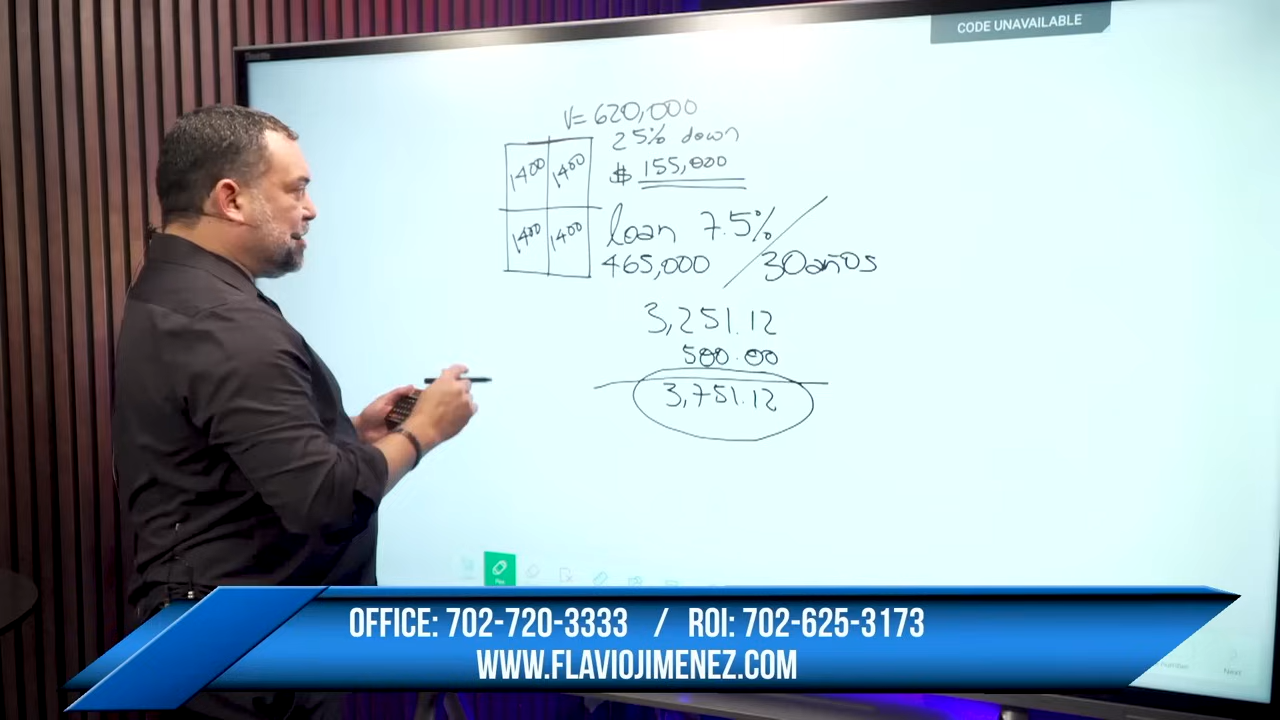 CODE UNAVAILABLE
V= 620,000
25% down
$ 155,000
1400 1400
1400 1400
loan 7.5%
465,000 / 30 años
3,251.12
500.00
3,751.12
OFFICE: 702-720-3333 / ROI: 702-625-3173
WWW.FLAVIOJIMENEZ.COM
Next